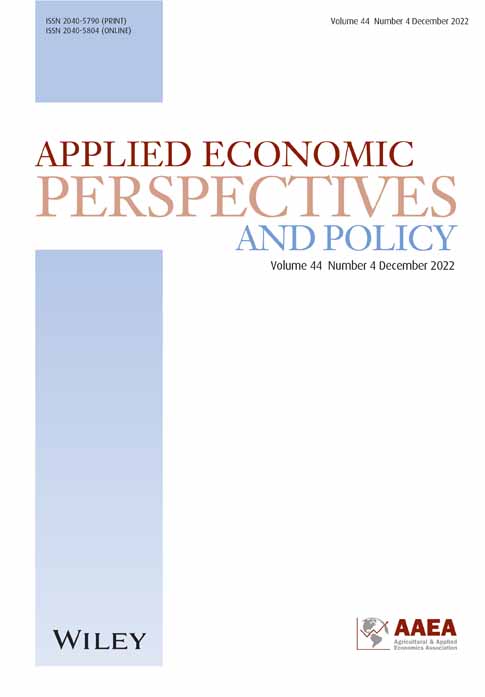 ISSN 2040-5790 (PRINT)
ISSN 2040-5804 (ONLINE)
Volume 44 Number 4 December 2022
APPLIED ECONOMIC
PERSPECTIVES
AND POLICY
Volume 44 Number 4 December 2022
WILEY
AAEA
Agricultural & Applied
Economics Association